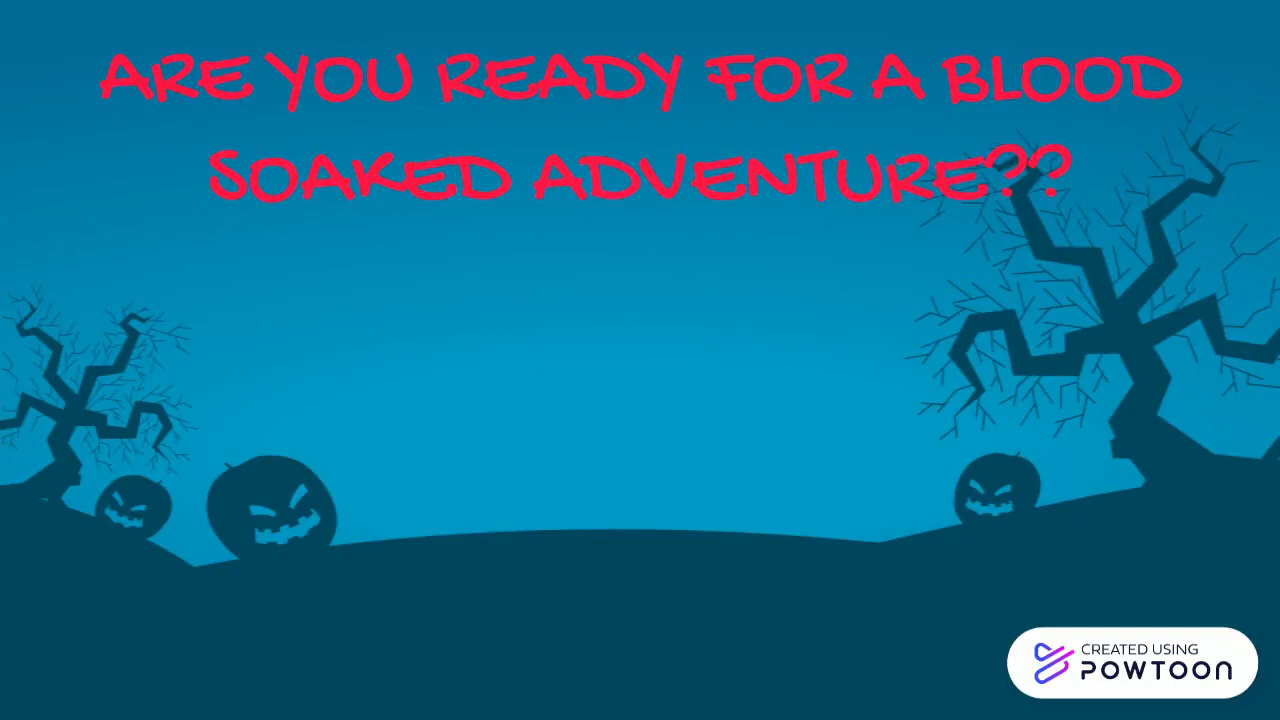 ARE YOU READY FOR A BLOOD
SOAKED ADVENTURE??
CREATED USING
POWTOON